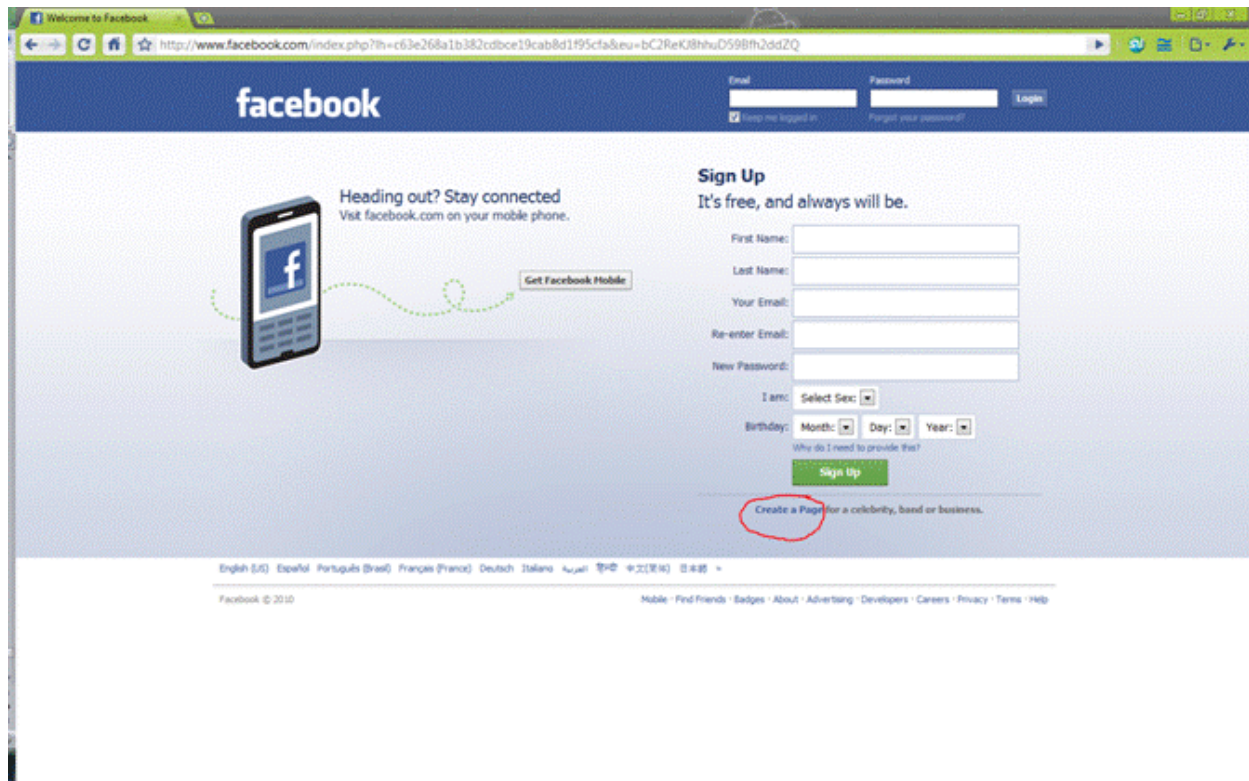 Welcome to Facebook
http://www.facebook.com/index.php?lh=c63e268a1b382cdbce19cab8d1f95cfa&eu=bC2ReKJ8hhuD59Bfh2ddZQ
Email Password
facebook
Login
Keep me logged in Forgot your password?
Heading out? Stay connected
Visit facebook.com on your mobile phone.
Get Facebook Mobile
Sign Up
It's free, and always will be.
First Name:
Last Name:
Your Email:
Re-enter Email:
New Password:
I am: Select Sex:
Birthday: Month: Day: Year:
Why do I need to provide this?
Sign Up
Create a Page for a celebrity, band or business.
English (US) Español Português (Brasil) Français (France) Deutsch Italiano العربية हिन्दी 中文(简体) 日本語 »
Facebook © 2010
Mobile · Find Friends · Badges · About · Advertising · Developers · Careers · Privacy · Terms · Help